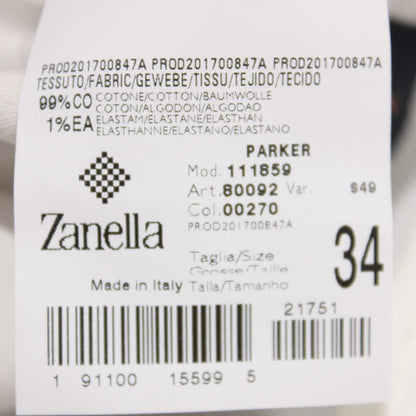 PROD201700847A PROD201700847A PROD201700847A
TESSUTO/FABRIC/GEWEBE/TISSU/TEJIDO/TECIDO
99%CO COTONE/COTTON/BAUMWOLLE
COTON/ALGODON/ALGODAO
1%EA ELASTAM/ELASTANE/ELASTHAN
ELASTHANNE/ELASTANO/ELASTANO
PARKER
Mod. 111859
Art. 80092 Var. S49
Col. 00270
PROD201700847A
Zanella
Taglia/Size
Grosse/Taille
Talla/Tamanho
34
Made in Italy
21751
1 91100 15599 5